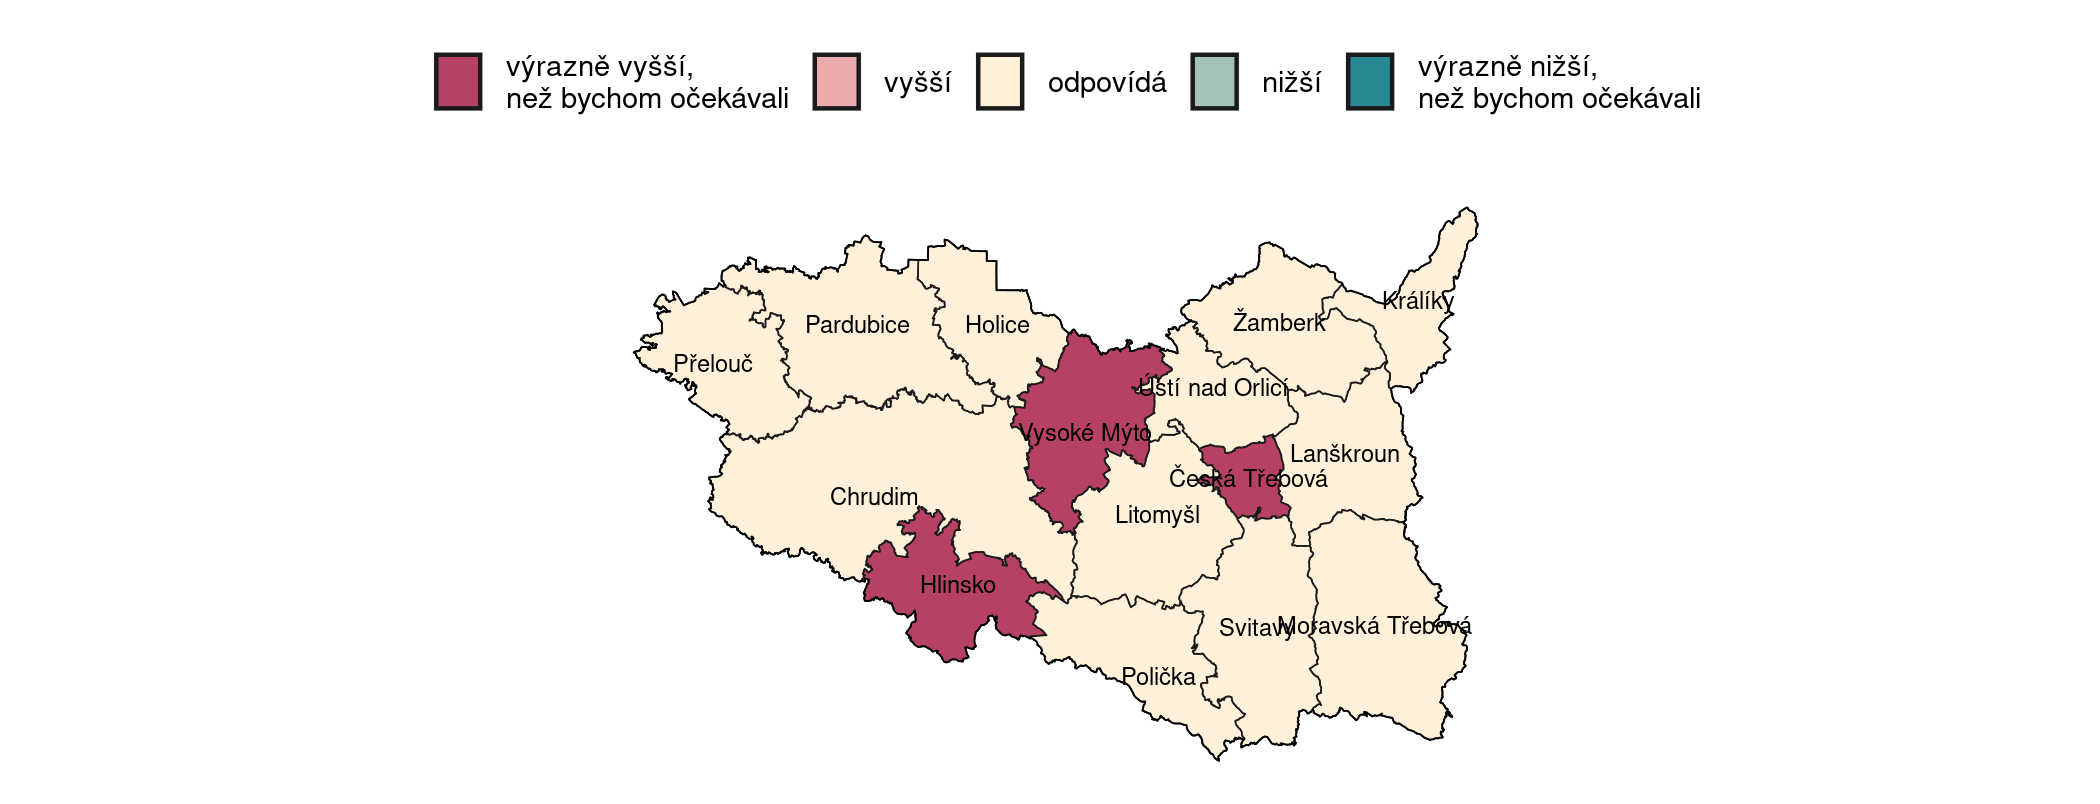 výrazně vyšší,
než bychom očekávali
vyšší
odpovídá
nižší
výrazně nižší,
než bychom očekávali
Králíky
Žamberk
Pardubice
Holice
Přelouč
Ústí nad Orlicí
Vysoké Mýto
Lanškroun
Česká Třebová
Chrudim
Litomyšl
Hlinsko
Svitavy
Moravská Třebová
Polička